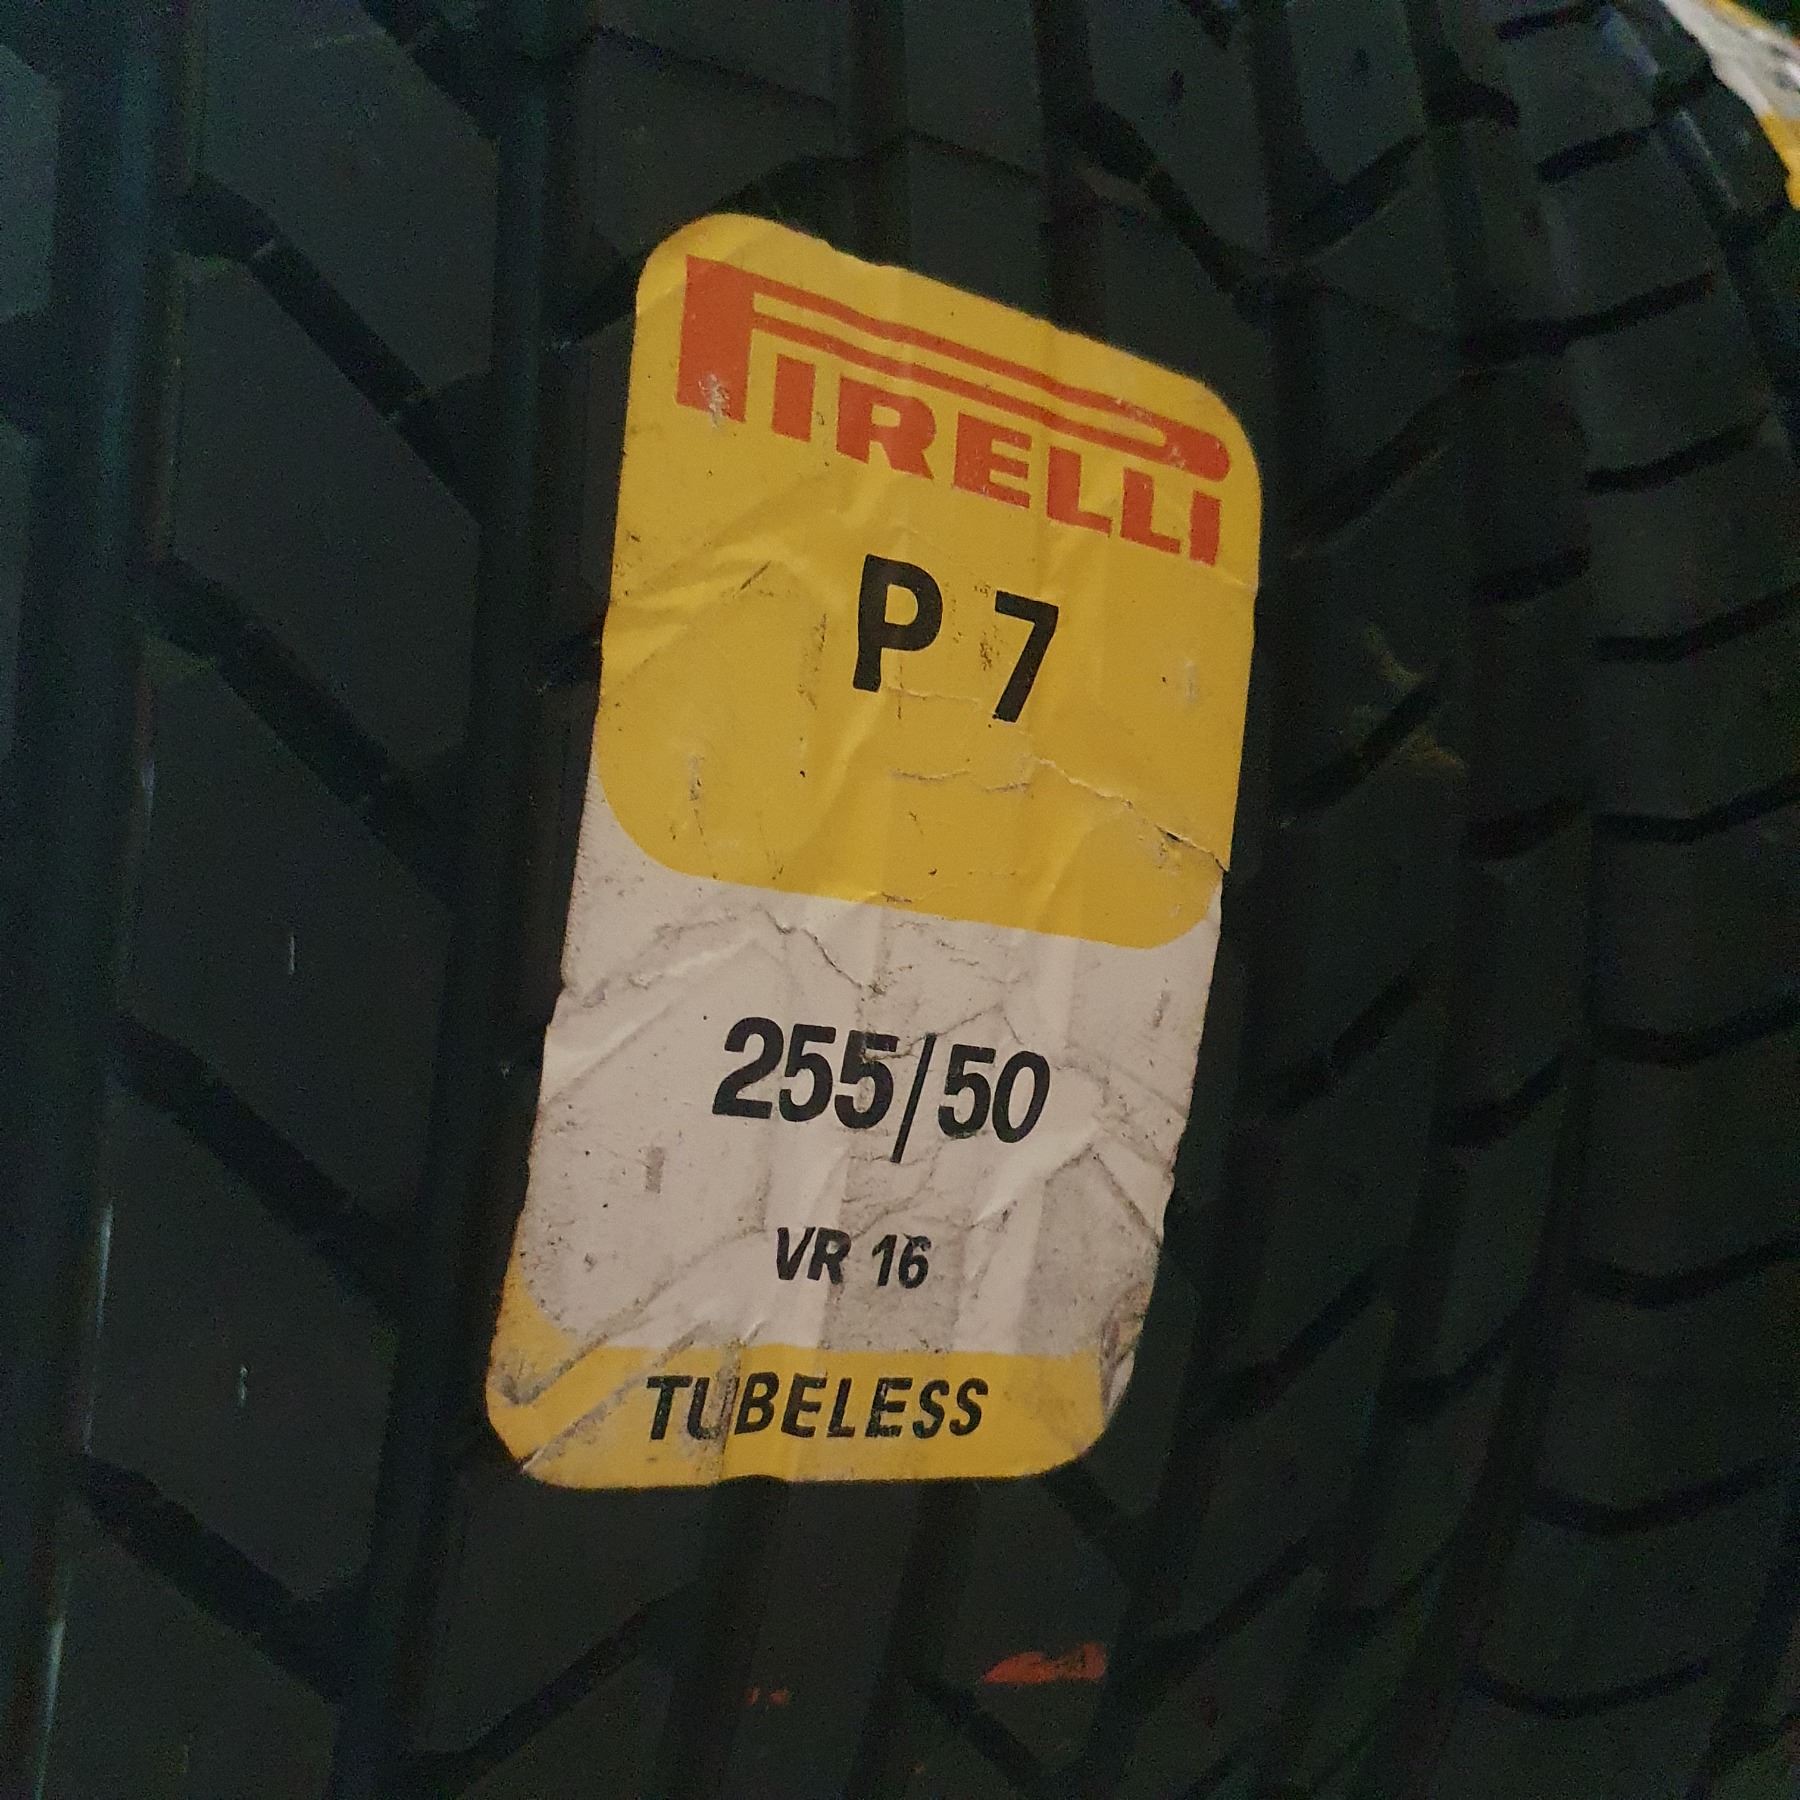 PIRELLI
P 7
255/50
VR 16
TUBELESS